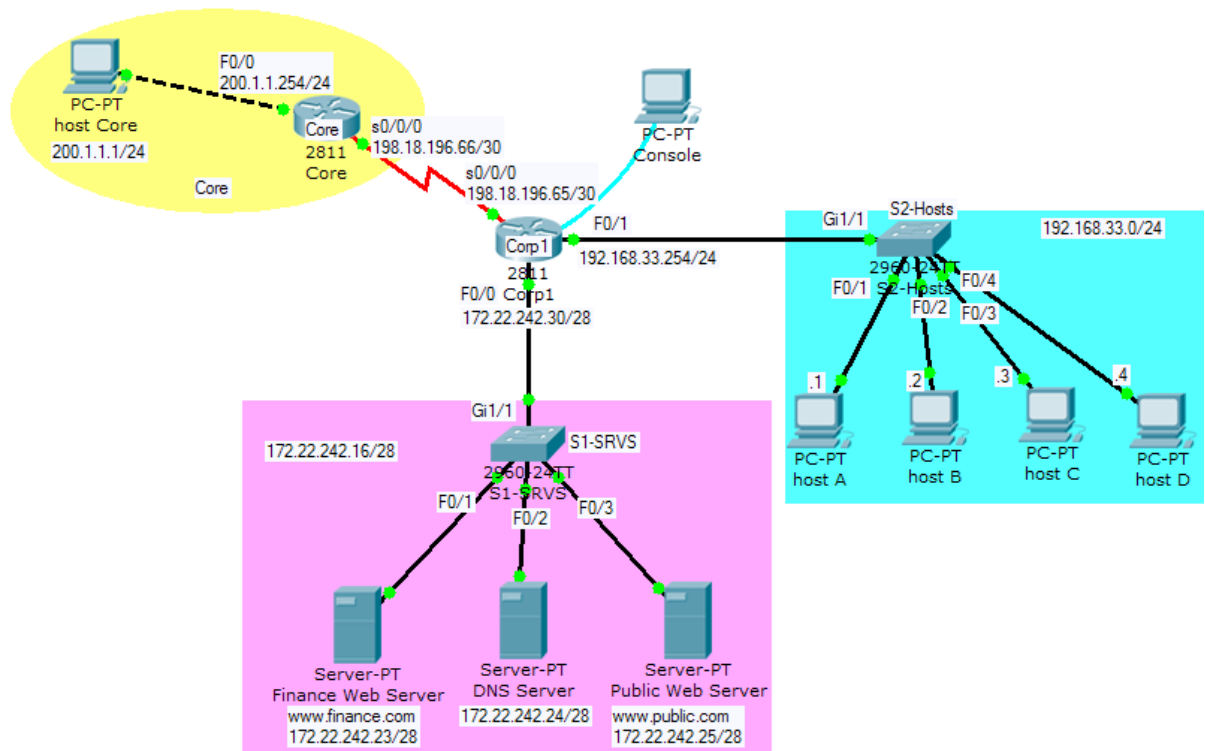 F0/0
200.1.1.254/24
PC-PT
host Core
200.1.1.1/24
Core
2811
Core
s0/0/0
198.18.196.66/30
Core
PC-PT
Console
s0/0/0
198.18.196.65/30
Corp1
2811
Corp1
F0/1
192.168.33.254/24
F0/0
172.22.242.30/28
Gi1/1
S2-Hosts
192.168.33.0/24
2960-24TT
S2-Hosts
F0/1
F0/2
F0/3
F0/4
.1
.2
.3
.4
PC-PT
host A
PC-PT
host B
PC-PT
host C
PC-PT
host D
Gi1/1
S1-SRVS
172.22.242.16/28
2960-24TT
S1-SRVS
F0/1
F0/2
F0/3
Server-PT
Finance Web Server
www.finance.com
172.22.242.23/28
Server-PT
DNS Server
172.22.242.24/28
Server-PT
Public Web Server
www.public.com
172.22.242.25/28